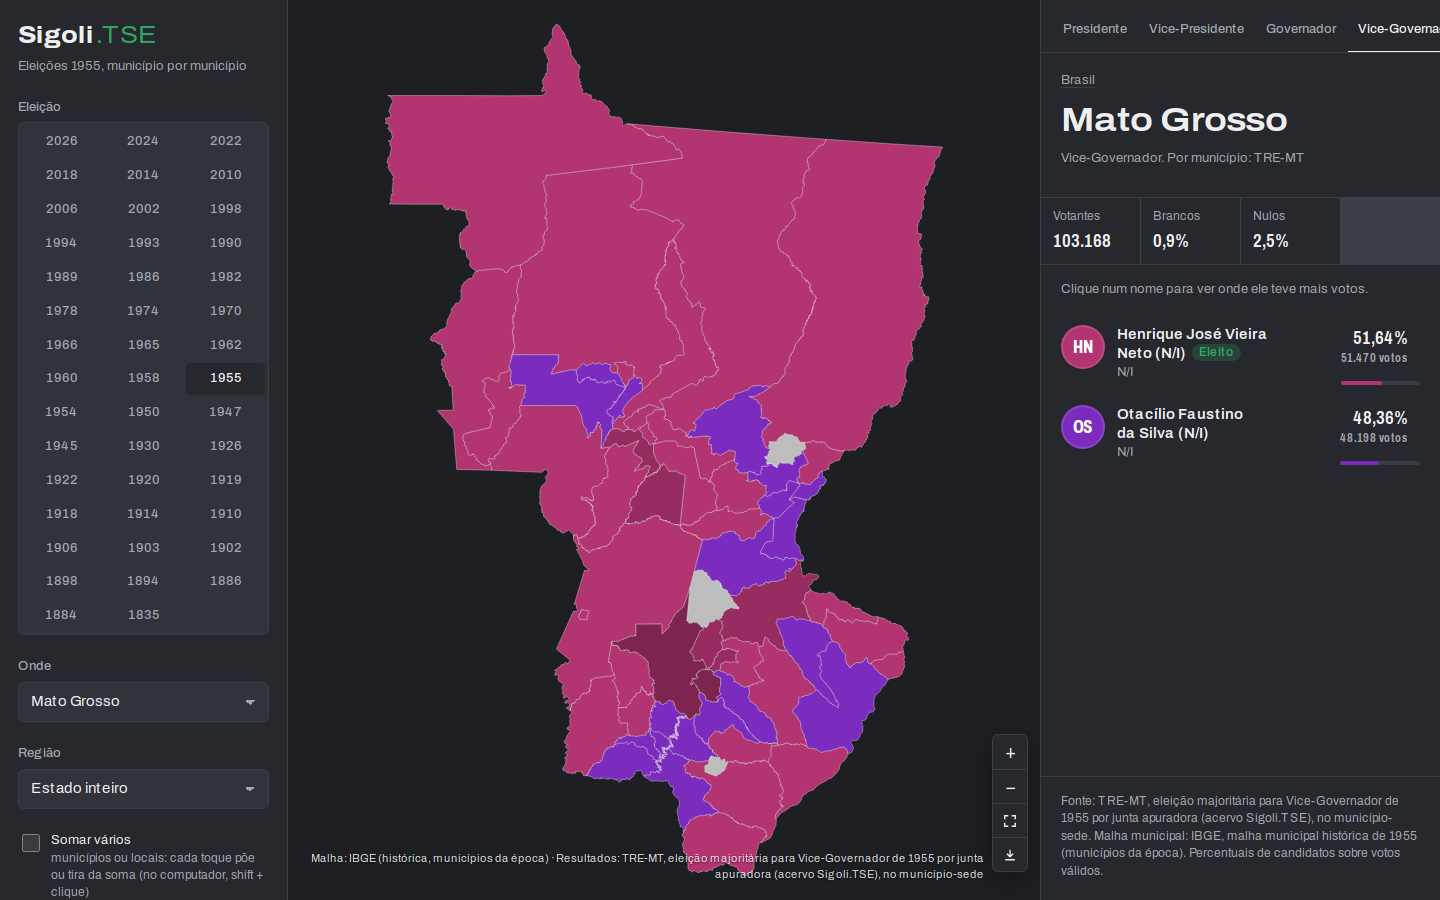 Sigoli.TSE
Eleições 1955, município por município
Eleição
2026 2024 2022
2018 2014 2010
2006 2002 1998
1994 1993 1990
1989 1986 1982
1978 1974 1970
1966 1965 1962
1960 1958 1955
1954 1950 1947
1945 1930 1926
1922 1920 1919
1918 1914 1910
1906 1903 1902
1898 1894 1886
1884 1835
Onde
Mato Grosso
Região
Estado inteiro
Somar vários
municípios ou locais: cada toque põe
ou tira da soma (no computador, shift +
clique)
Malha: IBGE (histórica, municípios da época) · Resultados: TRE-MT, eleição majoritária para Vice-Governador de 1955 por junta
apuradora (acervo Sigoli.TSE), no município-sede
+
−
Presidente Vice-Presidente Governador Vice-Governa
Brasil
Mato Grosso
Vice-Governador. Por município: TRE-MT
Votantes Brancos Nulos
103.168 0,9% 2,5%
Clique num nome para ver onde ele teve mais votos.
HN
Henrique José Vieira
Neto (N/I) Eleito
N/I
51,64%
51.470 votos
OS
Otacílio Faustino
da Silva (N/I)
N/I
48,36%
48.198 votos
Fonte: TRE-MT, eleição majoritária para Vice-Governador de
1955 por junta apuradora (acervo Sigoli.TSE), no município-
sede. Malha municipal: IBGE, malha municipal histórica de 1955
(municípios da época). Percentuais de candidatos sobre votos
válidos.